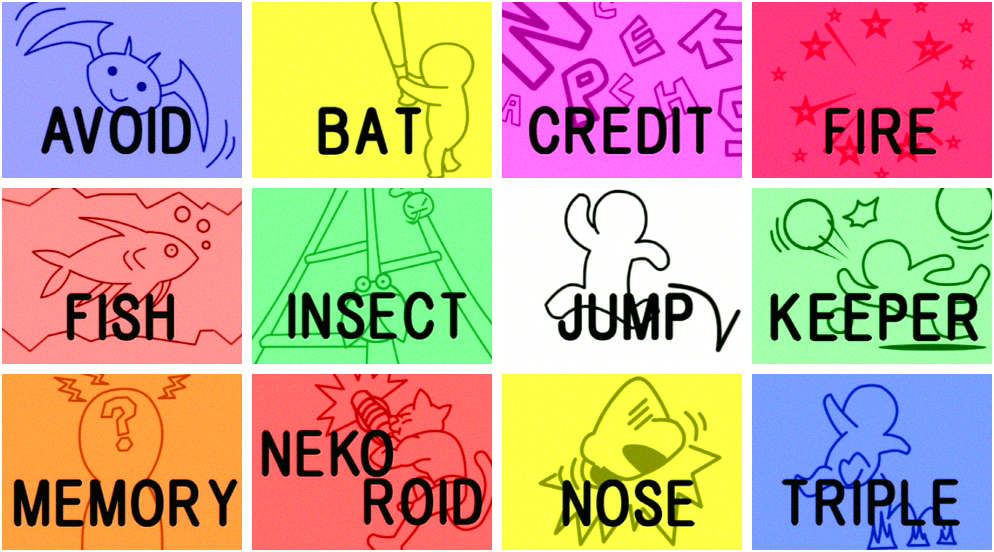 AVOID
BAT
CREDIT
FIRE
FISH
INSECT
JUMP
KEEPER
MEMORY
NEKO
ROID
NOSE
TRIPLE